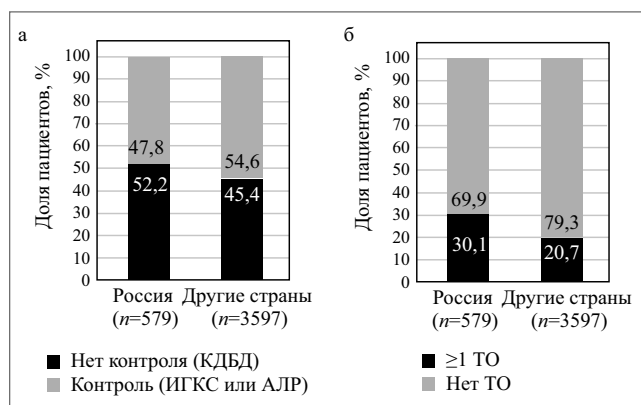 а
Доля пациентов, %
100
90
80
70
60
50
40
30
20
10
0
47,8
52,2
54,6
45,4
Россия Другие страны
(n=579) (n=3597)
Нет контроля (КДБД)
Контроль (ИГКС или АЛР)
б
Доля пациентов, %
100
90
80
70
60
50
40
30
20
10
0
69,9
30,1
79,3
20,7
Россия Другие страны
(n=579) (n=3597)
≥1 ТО
Нет ТО